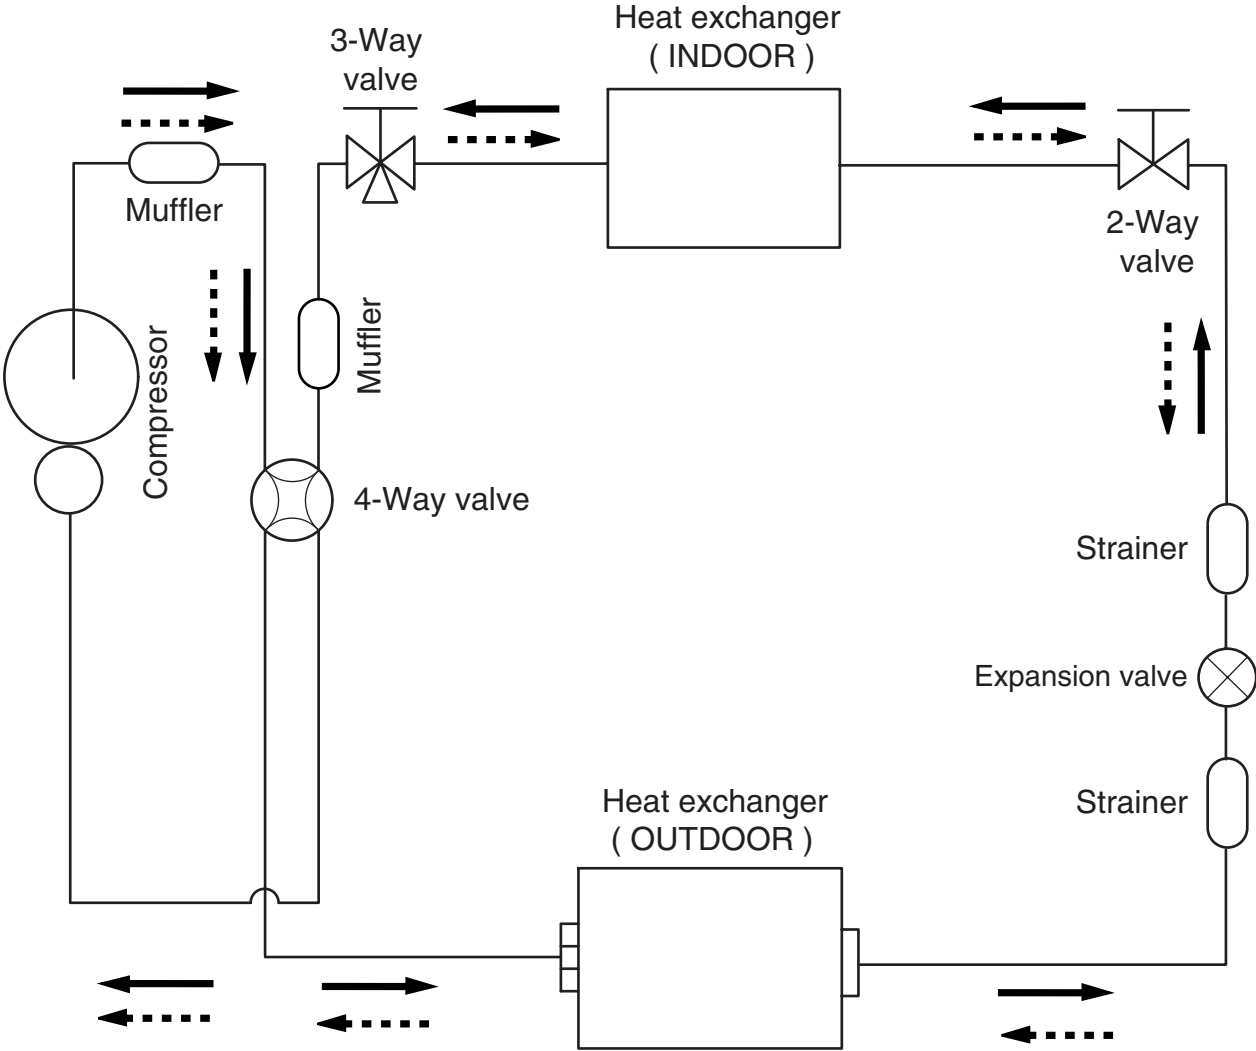 Heat exchanger
( INDOOR )
3-Way
valve
Muffler
2-Way
valve
Muffler
Compressor
4-Way valve
Strainer
Expansion valve
Strainer
Heat exchanger
( OUTDOOR )